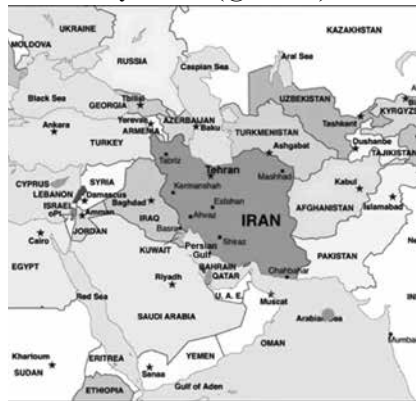 UKRAINE
KAZAKHSTAN
MOLDOVA
RUSSIA
Aral Sea
Caspian Sea
Black Sea
UZBEKISTAN
GEORGIA
Tbilisi
KYRGYZ
Tashkent
Ankara
Yerevan
AZERBAIJAN
ARMENIA
Baku
TURKMENISTAN
TURKEY
Dushanbe
Ashgabat
TAJIKISTAN
Tabriz
Tehran
Mashhad
CYPRUS
SYRIA
Kermanshah
Kabul
LEBANON
Damascus
Baghdad
Esfahan
Islamabad
ISRAEL
AFGHANISTAN
Amman
IRAQ
Ahvaz
IRAN
JORDAN
Basra
Cairo
Shiraz
KUWAIT
Persian
Gulf
PAKISTAN
EGYPT
BAHRAIN
QATAR
Chahbahar
Riyadh
U. A. E.
Muscat
Red Sea
SAUDI ARABIA
OMAN
Khartoum
ERITREA
YEMEN
SUDAN
Sanaa
Gulf of Aden
ETHIOPIA